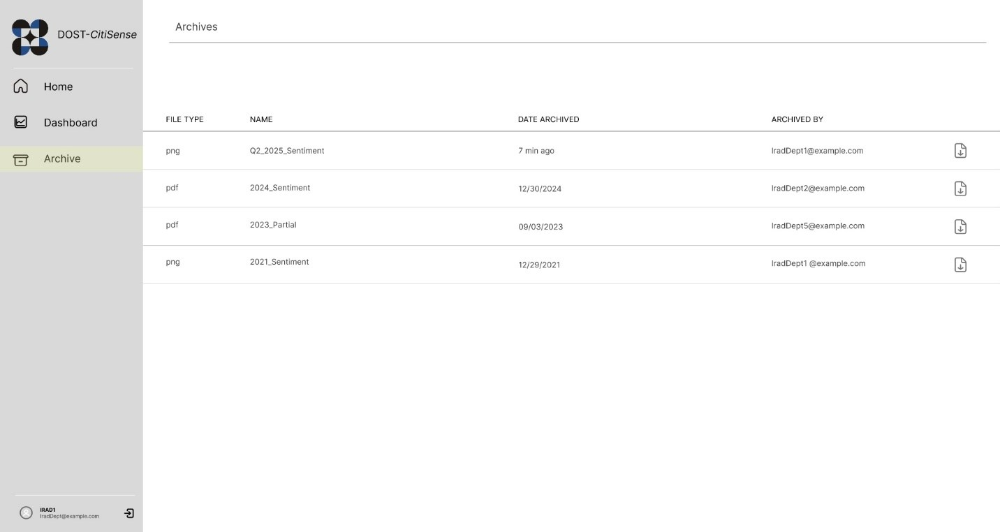 DOST-CitiSense
Archives
Home
Dashboard
Archive
FILE TYPE NAME DATE ARCHIVED ARCHIVED BY
png Q2_2025_Sentiment 7 min ago IradDept1@example.com
pdf 2024_Sentiment 12/30/2024 IradDept2@example.com
pdf 2023_Partial 09/03/2023 IradDept5@example.com
png 2021_Sentiment 12/29/2021 IradDept1 @example.com
IRAD1
IradDept@example.com